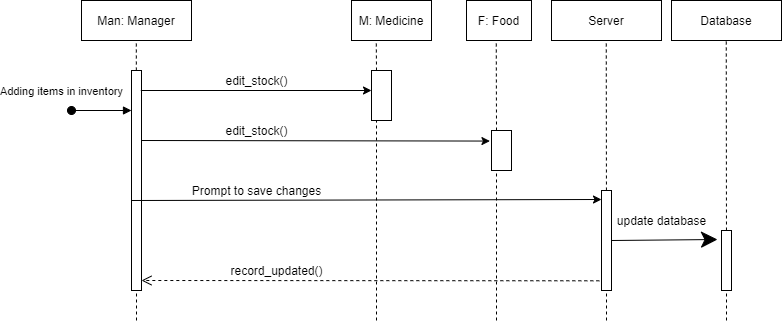 Man: Manager
M: Medicine
F: Food
Server
Database
edit_stock()
Adding items in inventory
edit_stock()
Prompt to save changes
update database
record_updated()